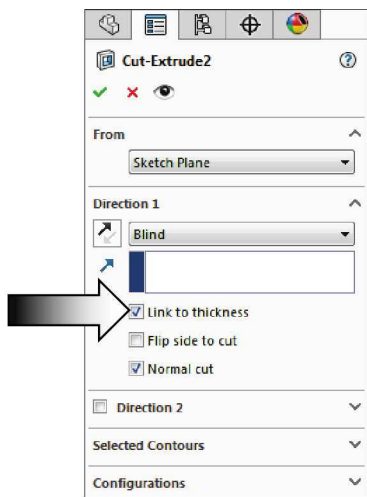 Cut-Extrude2
?
From
Sketch Plane
Direction 1
Blind
Link to thickness
Flip side to cut
Normal cut
Direction 2
Selected Contours
Configurations